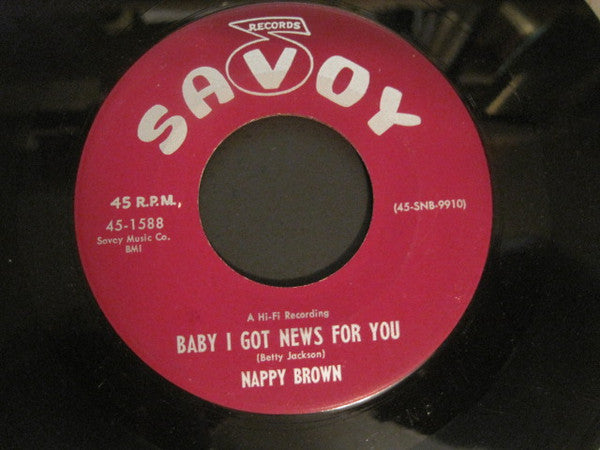 RECORDS
SAVOY
45 R.P.M.,
45-1588
Savoy Music Co.
BMI
(45-SNB-9910)
A Hi-Fi Recording
BABY I GOT NEWS FOR YOU
(Betty Jackson)
NAPPY BROWN